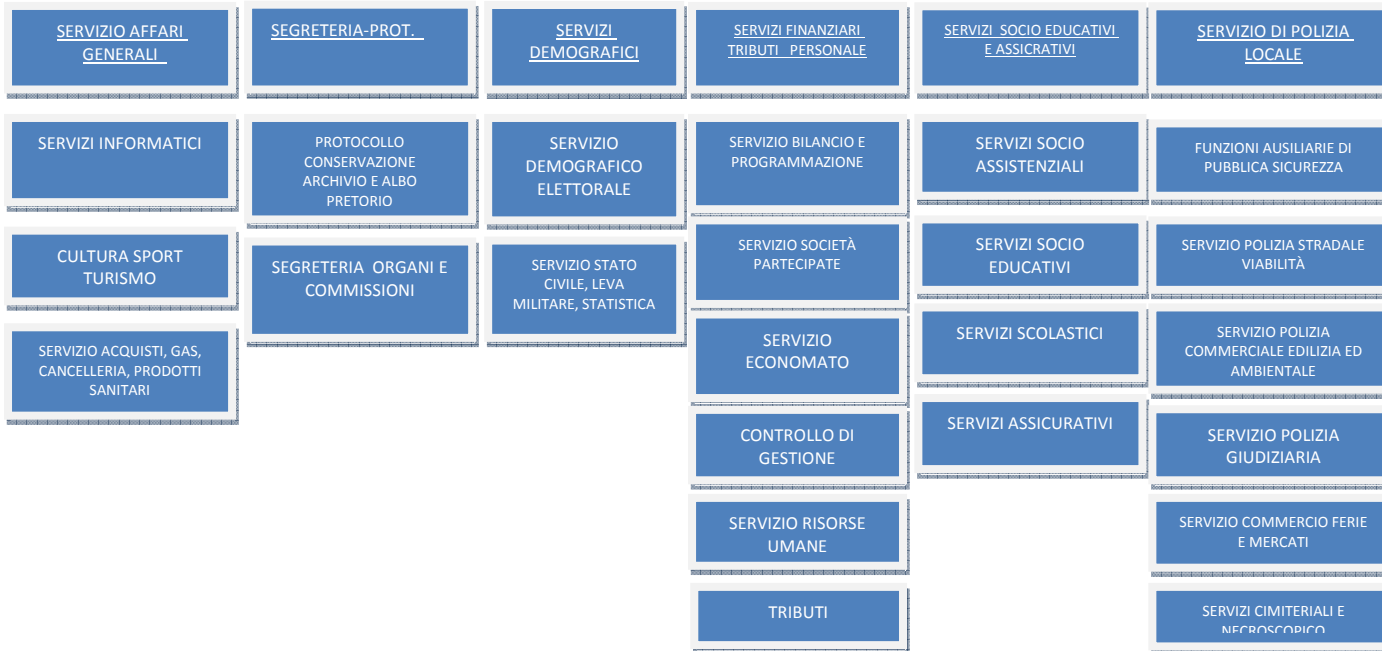 SERVIZIO AFFARI
GENERALI
SEGRETERIA-PROT.
SERVIZI
DEMOGRAFICI
SERVIZI FINANZIARI
TRIBUTI PERSONALE
SERVIZI SOCIO EDUCATIVI
E ASSICRATIVI
SERVIZIO DI POLIZIA
LOCALE
SERVIZI INFORMATICI
CULTURA SPORT
TURISMO
SERVIZIO ACQUISTI, GAS,
CANCELLERIA, PRODOTTI
SANITARI
PROTOCOLLO
CONSERVAZIONE
ARCHIVIO E ALBO
PRETORIO
SEGRETERIA ORGANI E
COMMISSIONI
SERVIZIO
DEMOGRAFICO
ELETTORALE
SERVIZIO STATO
CIVILE, LEVA
MILITARE, STATISTICA
SERVIZIO BILANCIO E
PROGRAMMAZIONE
SERVIZIO SOCIETÀ
PARTECIPATE
SERVIZIO
ECONOMATO
CONTROLLO DI
GESTIONE
SERVIZIO RISORSE
UMANE
TRIBUTI
SERVIZI SOCIO
ASSISTENZIALI
SERVIZI SOCIO
EDUCATIVI
SERVIZI SCOLASTICI
SERVIZI ASSICURATIVI
FUNZIONI AUSILIARIE DI
PUBBLICA SICUREZZA
SERVIZIO POLIZIA STRADALE
VIABILITÀ
SERVIZIO POLIZIA
COMMERCIALE EDILIZIA ED
AMBIENTALE
SERVIZIO POLIZIA
GIUDIZIARIA
SERVIZIO COMMERCIO FERIE
E MERCATI
SERVIZI CIMITERIALI E
NECROSCOPICO